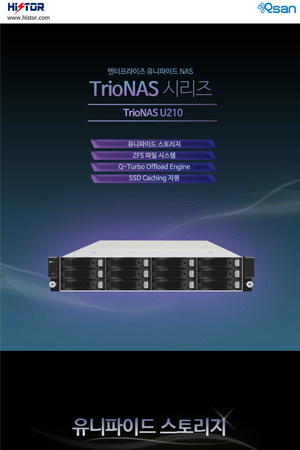 HISTOR
www.histor.com
Qsan
엔터프라이즈 유니파이드 NAS
TrioNAS 시리즈
TrioNAS U210
유니파이드 스토리지
ZFS 파일 시스템
Q-Turbo Offload Engine
SSD Caching 지원
유니파이드 스토리지